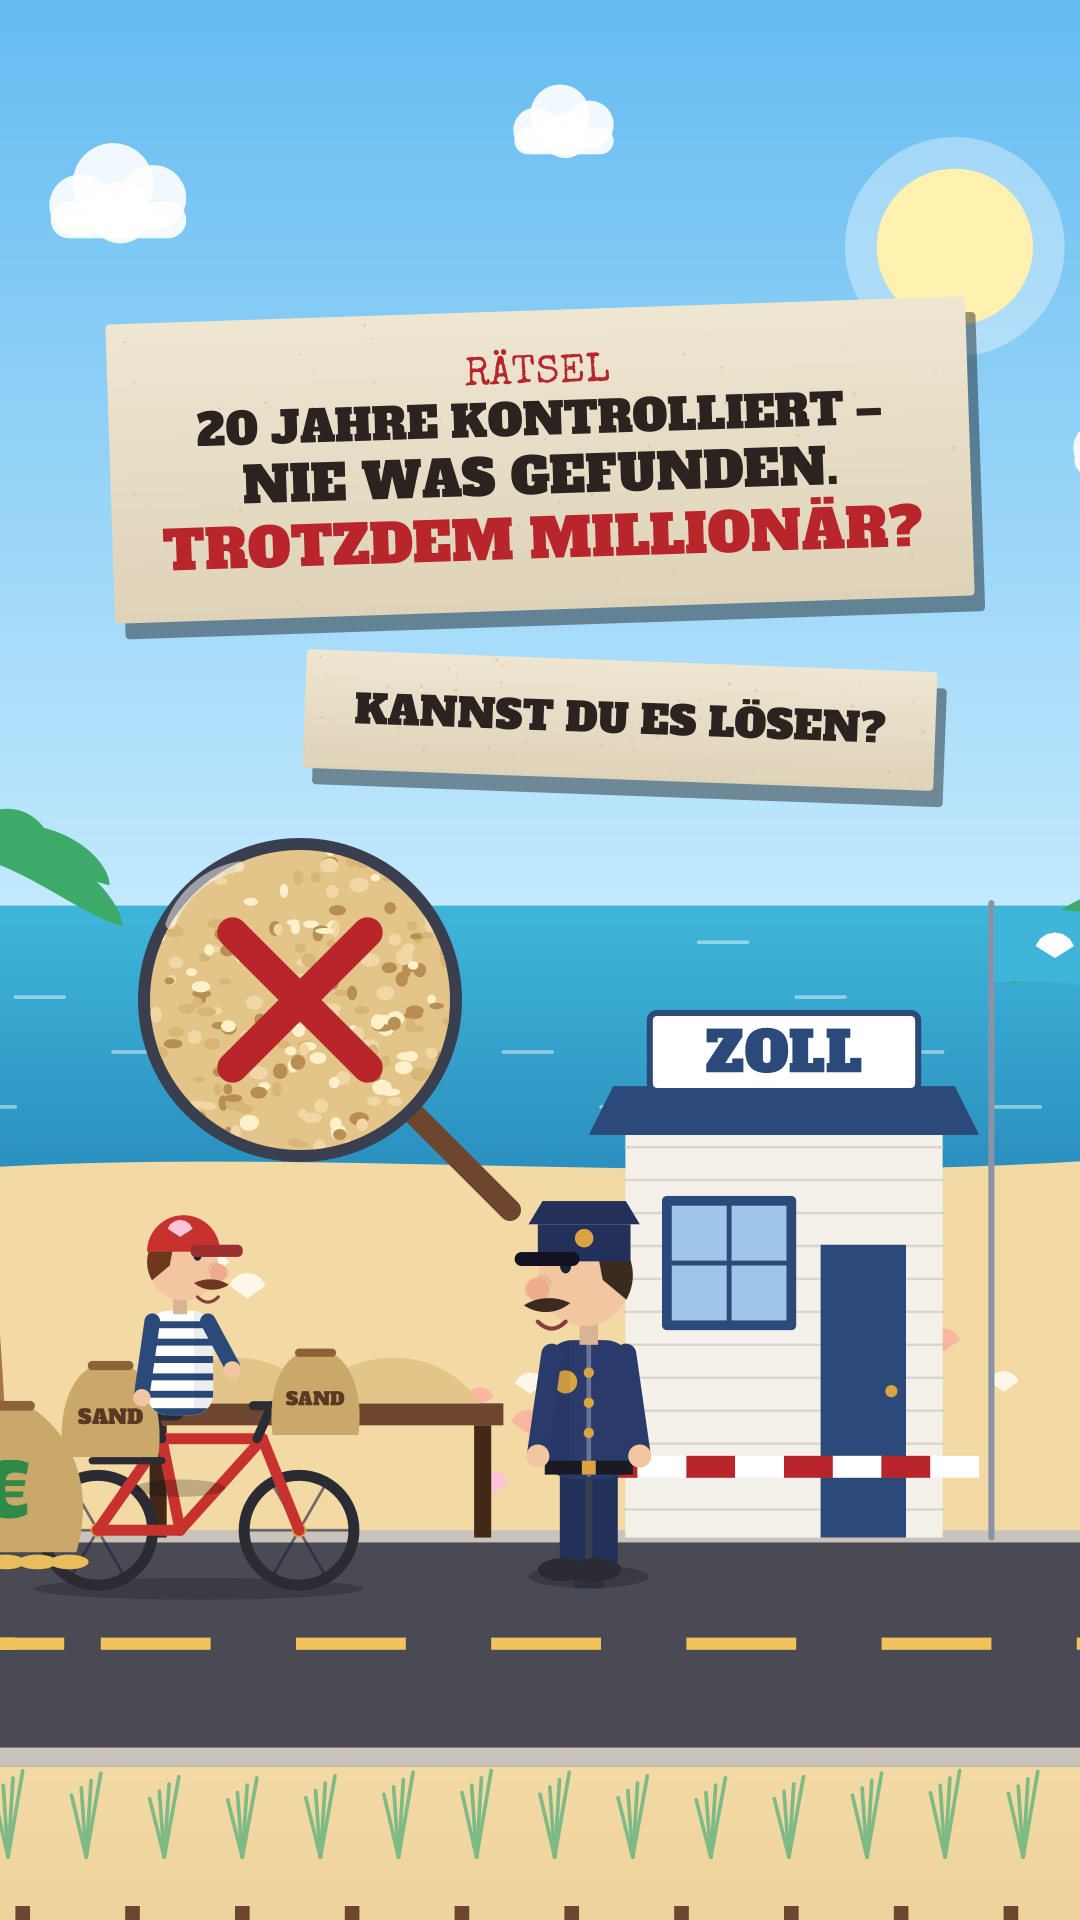 RÄTSEL
20 JAHRE KONTROLLIERT –
NIE WAS GEFUNDEN.
TROTZDEM MILLIONÄR?
KANNST DU ES LÖSEN?
ZOLL
SAND
SAND
€